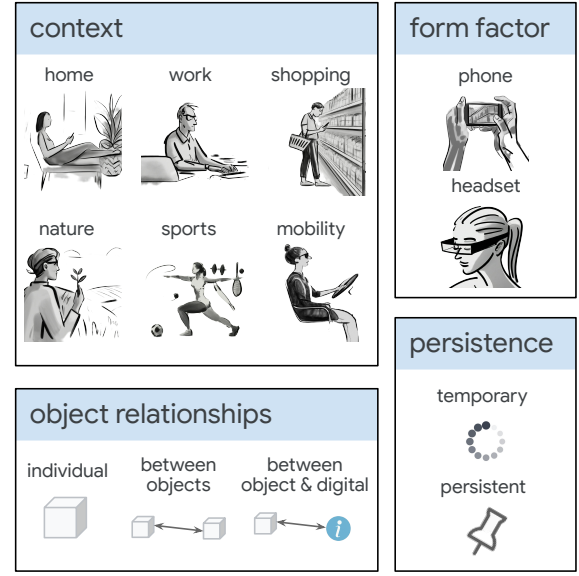 context
home work shopping
nature sports mobility
form factor
phone
headset
object relationships
individual
between
objects
between
object & digital
i
persistence
temporary
persistent